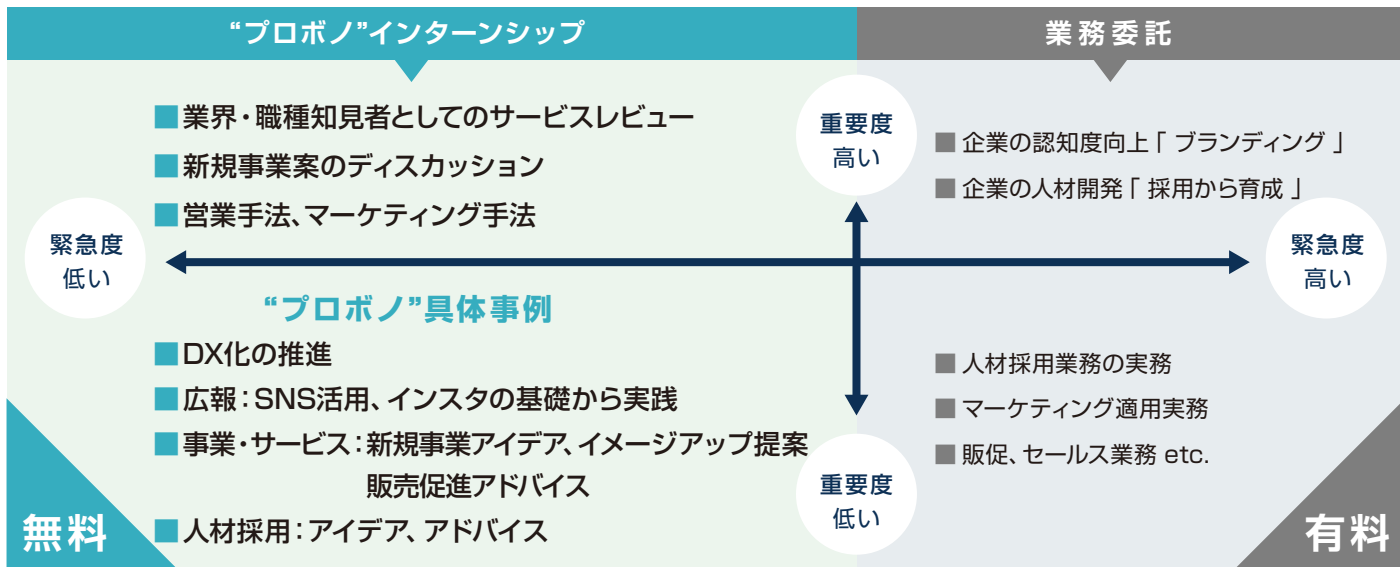 “プロボノ”インターンシップ
業務委託
■業界・職種知見者としてのサービスレビュー
■新規事業案のディスカッション
■営業手法、マーケティング手法
重要度
高い
■ 企業の認知度向上「 ブランディング 」
■ 企業の人材開発「 採用から育成 」
緊急度
低い
緊急度
高い
“プロボノ”具体事例
■DX化の推進
■広報：SNS活用、インスタの基礎から実践
■事業・サービス：新規事業アイデア、イメージアップ提案
販売促進アドバイス
■人材採用：アイデア、アドバイス
重要度
低い
■ 人材採用業務の実務
■ マーケティング適用実務
■ 販促、セールス業務 etc.
無料
有料